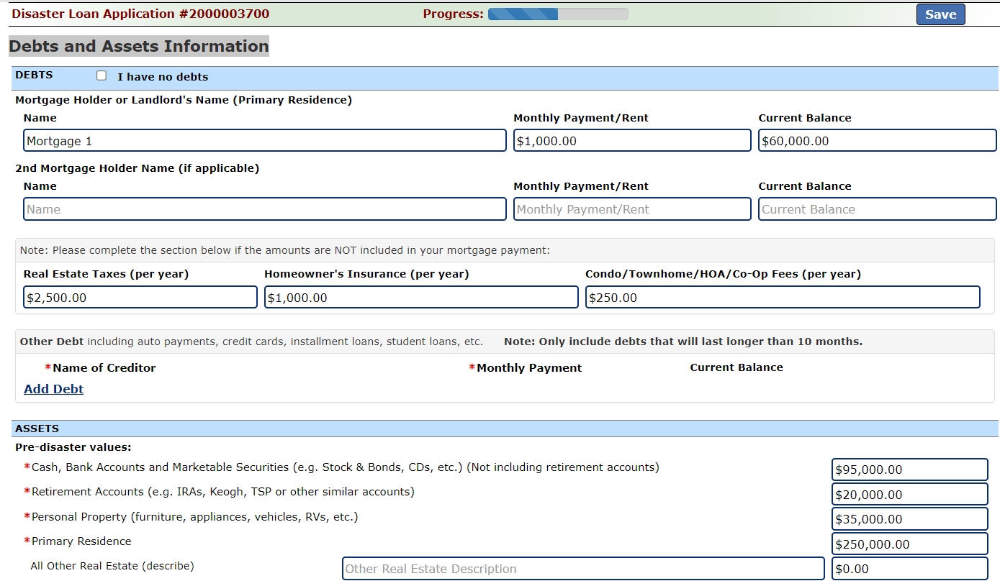 Disaster Loan Application #2000003700 Progress: Save
Debts and Assets Information
DEBTS I have no debts
Mortgage Holder or Landlord's Name (Primary Residence)
Name Monthly Payment/Rent Current Balance
Mortgage 1 $1,000.00 $60,000.00
2nd Mortgage Holder Name (if applicable)
Name Monthly Payment/Rent Current Balance
Name Monthly Payment/Rent Current Balance
Note: Please complete the section below if the amounts are NOT included in your mortgage payment:
Real Estate Taxes (per year) Homeowner's Insurance (per year) Condo/Townhome/HOA/Co-Op Fees (per year)
$2,500.00 $1,000.00 $250.00
Other Debt including auto payments, credit cards, installment loans, student loans, etc. Note: Only include debts that will last longer than 10 months.
*Name of Creditor *Monthly Payment Current Balance
Add Debt
ASSETS
Pre-disaster values:
*Cash, Bank Accounts and Marketable Securities (e.g. Stock & Bonds, CDs, etc.) (Not including retirement accounts) $95,000.00
*Retirement Accounts (e.g. IRAs, Keogh, TSP or other similar accounts) $20,000.00
*Personal Property (furniture, appliances, vehicles, RVs, etc.) $35,000.00
*Primary Residence $250,000.00
All Other Real Estate (describe) Other Real Estate Description $0.00